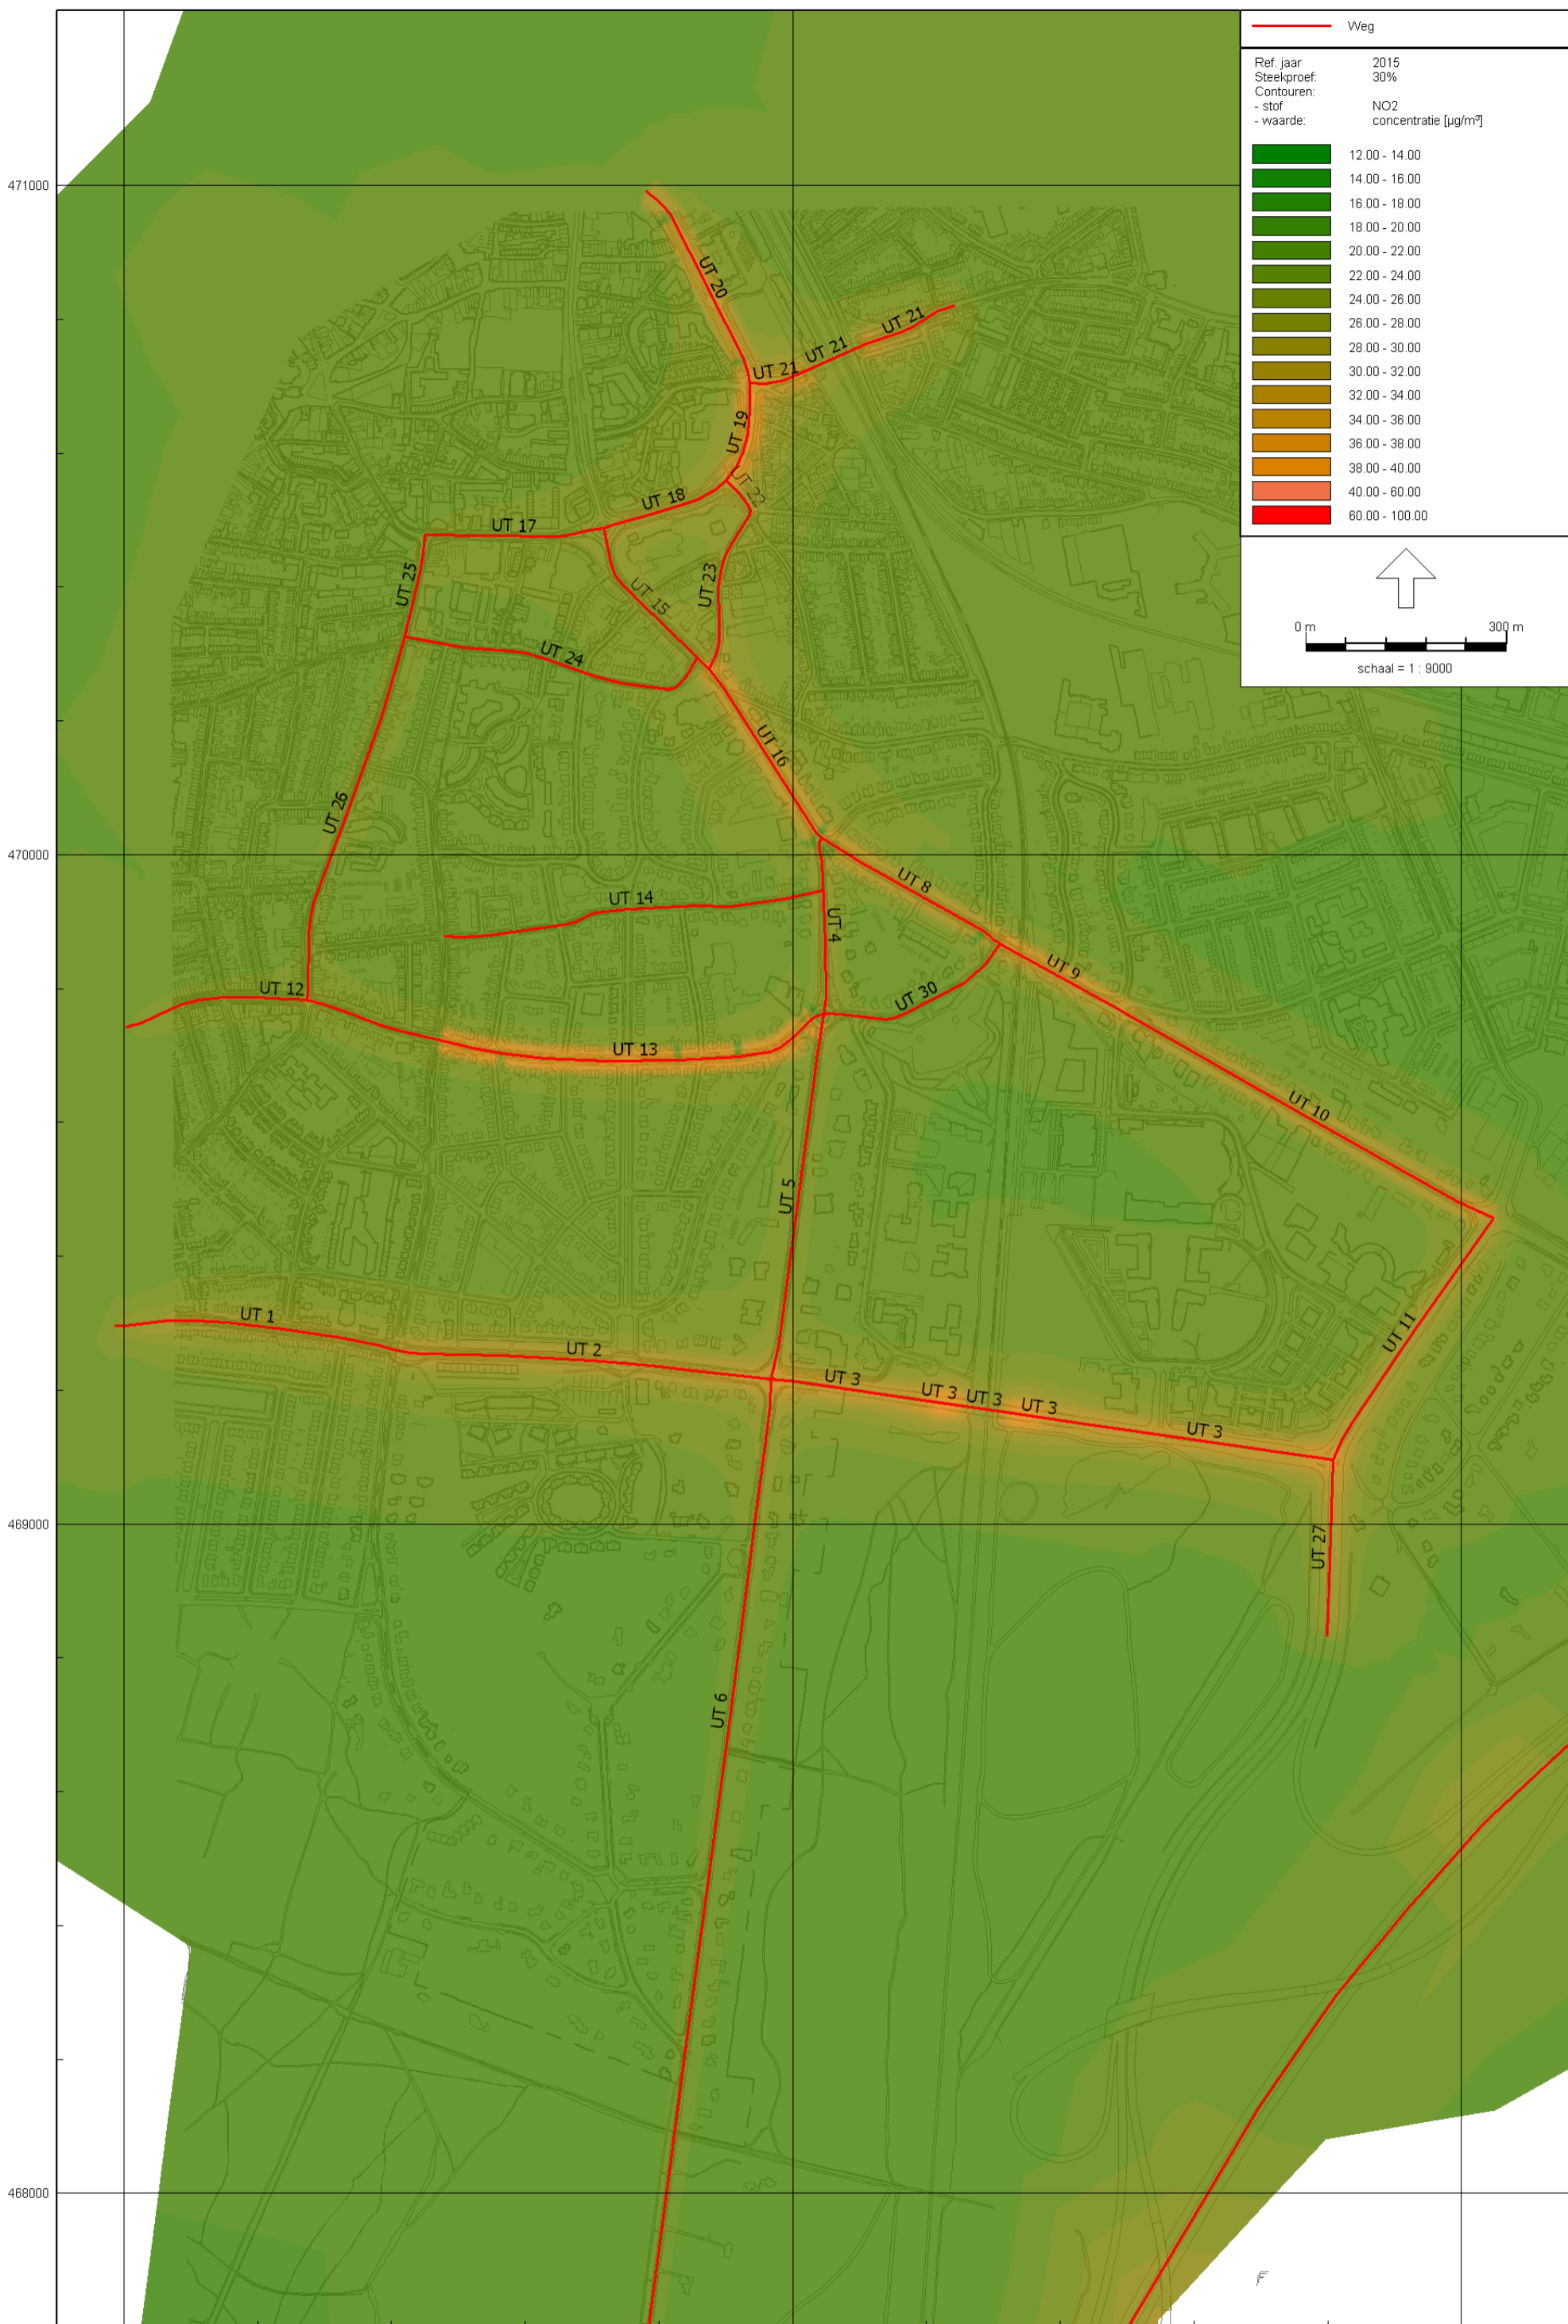 Weg
Ref. jaar 2015
Steekproef: 30%
Contouren:
- stof NO2
- waarde: concentratie [µg/m³]
12.00 - 14.00
14.00 - 16.00
16.00 - 18.00
18.00 - 20.00
20.00 - 22.00
22.00 - 24.00
24.00 - 26.00
26.00 - 28.00
28.00 - 30.00
30.00 - 32.00
32.00 - 34.00
34.00 - 36.00
36.00 - 38.00
38.00 - 40.00
40.00 - 60.00
60.00 - 100.00
0 m 300 m
schaal = 1 : 9000
471000
UT 20
UT 21
UT 21
UT 21
UT 19
UT 22
UT 18
UT 17
UT 25
UT 15
UT 23
UT 24
UT 16
UT 26
470000
UT 8
UT 14
UT 4
UT 9
UT 12
UT 30
UT 13
UT 10
UT 5
UT 1
UT 2
UT 11
UT 3
UT 3
UT 3
UT 3
UT 3
469000
UT 27
UT 6
468000
F